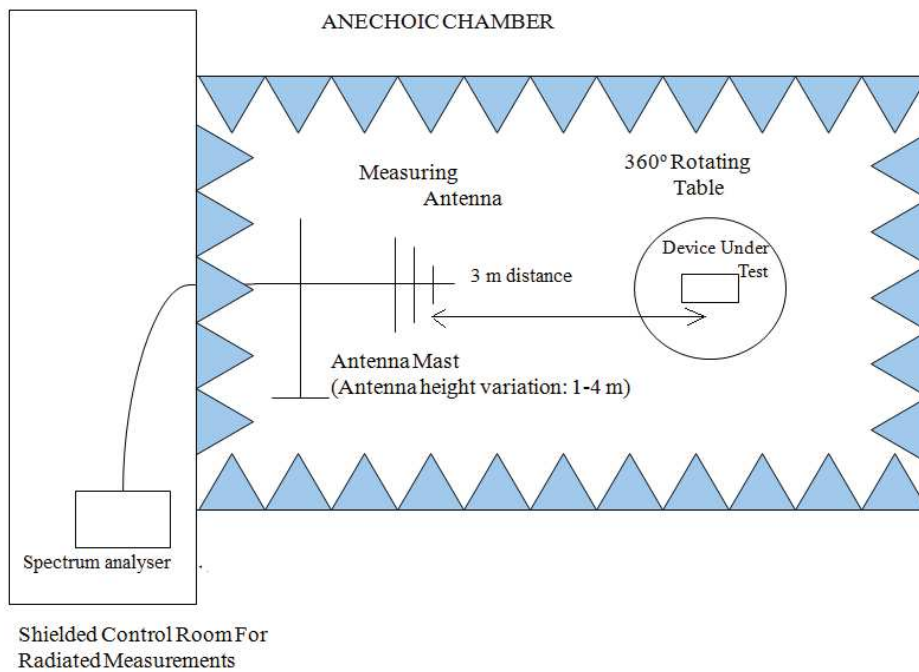 ANECHOIC CHAMBER
Measuring
Antenna
360° Rotating
Table
Device Under
Test
3 m distance
Antenna Mast
(Antenna height variation: 1-4 m)
Spectrum analyser
Shielded Control Room For
Radiated Measurements